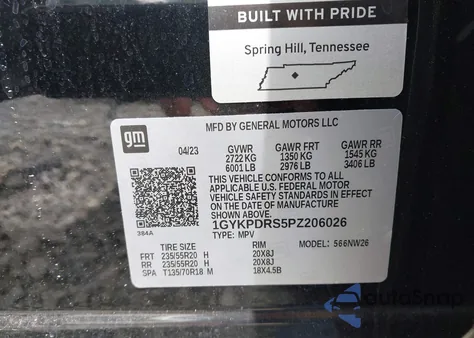 BUILT WITH PRIDE
Spring Hill, Tennessee
gm
MFD BY GENERAL MOTORS LLC
04/23 GVWR GAWR FRT GAWR RR
2722 KG 1350 KG 1545 KG
6001 LB 2976 LB 3406 LB
THIS VEHICLE CONFORMS TO ALL
APPLICABLE U.S. FEDERAL MOTOR
VEHICLE SAFETY STANDARDS IN EFFECT
ON THE DATE OF MANUFACTURE SHOWN ABOVE.
1GYKPDRS5PZ206026
384A TYPE: MPV MODEL: 566NW26
TIRE SIZE RIM
FRT 235/55R20 H 20X8J
RR 235/55R20 H 20X8J
SPA T135/70R18 M 18X4.5B
autoSnap